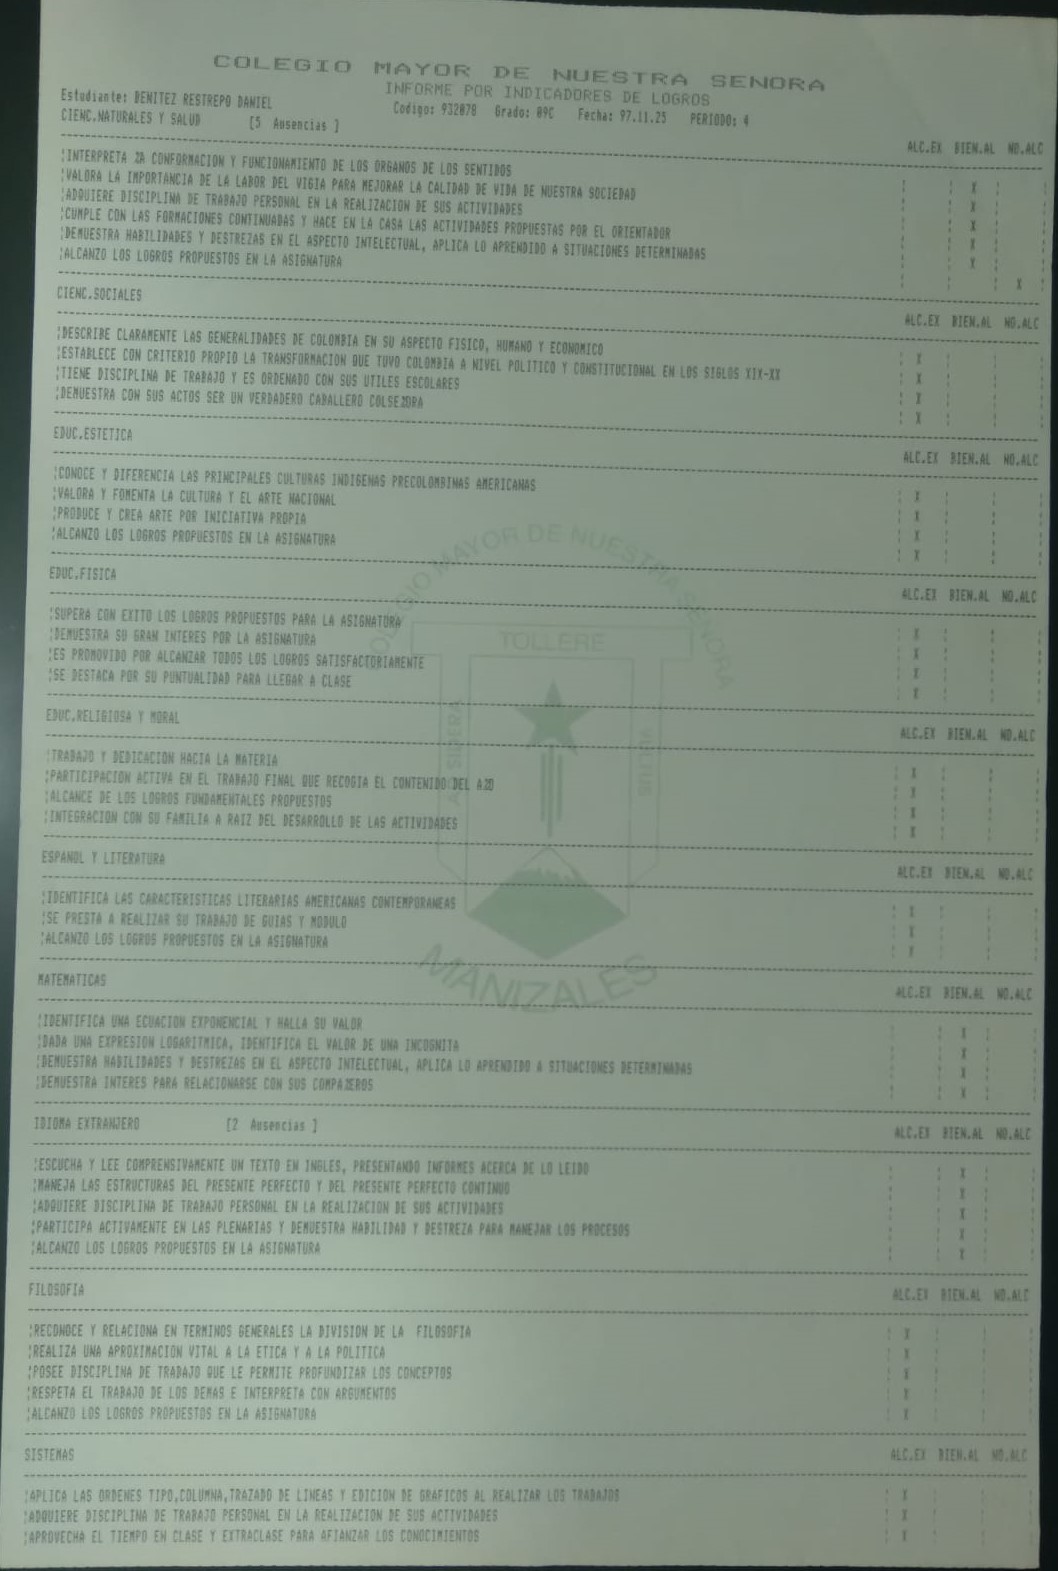 COLEGIO MAYOR DE NUESTRA SENORA
INFORME POR INDICADORES DE LOGROS
Estudiante: BENITEZ RESTREPO DANIEL Codigo: 932078 Grado: 09C Fecha: 97.11.25 PERIODO: 4
CIENC.NATURALES Y SALUD [5 Ausencias ]
ALC.EX BIEN.AL NO.ALC
¦INTERPRETA ZA CONFORMACION Y FUNCIONAMIENTO DE LOS ORGANOS DE LOS SENTIDOS ¦ ¦ X ¦ ¦
¦VALORA LA IMPORTANCIA DE LA LABOR DEL VIGIA PARA MEJORAR LA CALIDAD DE VIDA DE NUESTRA SOCIEDAD ¦ ¦ X ¦ ¦
¦ADQUIERE DISCIPLINA DE TRABAJO PERSONAL EN LA REALIZACION DE SUS ACTIVIDADES ¦ ¦ X ¦ ¦
¦CUMPLE CON LAS FORMACIONES CONTINUADAS Y HACE EN LA CASA LAS ACTIVIDADES PROPUESTAS POR EL ORIENTADOR ¦ ¦ X ¦ ¦
¦DEMUESTRA HABILIDADES Y DESTREZAS EN EL ASPECTO INTELECTUAL, APLICA LO APRENDIDO A SITUACIONES DETERMINADAS ¦ ¦ X ¦ ¦
¦ALCANZO LOS LOGROS PROPUESTOS EN LA ASIGNATURA ¦ ¦ ¦ X ¦
CIENC.SOCIALES
ALC.EX BIEN.AL NO.ALC
¦DESCRIBE CLARAMENTE LAS GENERALIDADES DE COLOMBIA EN SU ASPECTO FISICO, HUMANO Y ECONOMICO ¦ X ¦ ¦ ¦
¦ESTABLECE CON CRITERIO PROPIO LA TRANSFORMACION QUE TUVO COLOMBIA A NIVEL POLITICO Y CONSTITUCIONAL EN LOS SIGLOS XIX-XX ¦ X ¦ ¦ ¦
¦TIENE DISCIPLINA DE TRABAJO Y ES ORDENADO CON SUS UTILES ESCOLARES ¦ X ¦ ¦ ¦
¦DEMUESTRA CON SUS ACTOS SER UN VERDADERO CABALLERO COLSEZORA ¦ X ¦ ¦ ¦
EDUC.ESTETICA
ALC.EX BIEN.AL NO.ALC
¦CONOCE Y DIFERENCIA LAS PRINCIPALES CULTURAS INDIGENAS PRECOLOMBINAS AMERICANAS ¦ X ¦ ¦ ¦
¦VALORA Y FOMENTA LA CULTURA Y EL ARTE NACIONAL ¦ X ¦ ¦ ¦
¦PRODUCE Y CREA ARTE POR INICIATIVA PROPIA ¦ X ¦ ¦ ¦
¦ALCANZO LOS LOGROS PROPUESTOS EN LA ASIGNATURA ¦ X ¦ ¦ ¦
COLEGIO MAYOR DE NUESTRA SEÑORA
EDUC.FISICA
ALC.EX BIEN.AL NO.ALC
¦SUPERA CON EXITO LOS LOGROS PROPUESTOS PARA LA ASIGNATURA ¦ X ¦ ¦ ¦
¦DEMUESTRA SU GRAN INTERES POR LA ASIGNATURA ¦ X ¦ ¦ ¦
TOLLERE
¦ES PROMOVIDO POR ALCANZAR TODOS LOS LOGROS SATISFACTORIAMENTE ¦ X ¦ ¦ ¦
¦SE DESTACA POR SU PUNTUALIDAD PARA LLEGAR A CLASE ¦ X ¦ ¦ ¦
EDUC.RELIGIOSA Y MORAL
ALC.EX BIEN.AL NO.ALC
AD SIDERA
VULTUS
¦TRABAJO Y DEDICACION HACIA LA MATERIA ¦ X ¦ ¦ ¦
¦PARTICIPACION ACTIVA EN EL TRABAJO FINAL QUE RECOGIA EL CONTENIDO DEL AZO ¦ X ¦ ¦ ¦
¦ALCANCE DE LOS LOGROS FUNDAMENTALES PROPUESTOS ¦ X ¦ ¦ ¦
¦INTEGRACION CON SU FAMILIA A RAIZ DEL DESARROLLO DE LAS ACTIVIDADES ¦ X ¦ ¦ ¦
ESPANOL Y LITERATURA
ALC.EX BIEN.AL NO.ALC
¦IDENTIFICA LAS CARACTERISTICAS LITERARIAS AMERICANAS CONTEMPORANEAS ¦ X ¦ ¦ ¦
¦SE PRESTA A REALIZAR SU TRABAJO DE GUIAS Y MODULO ¦ X ¦ ¦ ¦
¦ALCANZO LOS LOGROS PROPUESTOS EN LA ASIGNATURA ¦ X ¦ ¦ ¦
MANIZALES
MATEMATICAS
ALC.EX BIEN.AL NO.ALC
¦IDENTIFICA UNA ECUACION EXPONENCIAL Y HALLA SU VALOR ¦ ¦ X ¦ ¦
¦DADA UNA EXPRESION LOGARITMICA, IDENTIFICA EL VALOR DE UNA INCOGNITA ¦ ¦ X ¦ ¦
¦DEMUESTRA HABILIDADES Y DESTREZAS EN EL ASPECTO INTELECTUAL, APLICA LO APRENDIDO A SITUACIONES DETERMINADAS ¦ ¦ X ¦ ¦
¦DEMUESTRA INTERES PARA RELACIONARSE CON SUS COMPAZEROS ¦ ¦ X ¦ ¦
IDIOMA EXTRANJERO [2 Ausencias ]
ALC.EX BIEN.AL NO.ALC
¦ESCUCHA Y LEE COMPRENSIVAMENTE UN TEXTO EN INGLES, PRESENTANDO INFORMES ACERCA DE LO LEIDO ¦ ¦ X ¦ ¦
¦MANEJA LAS ESTRUCTURAS DEL PRESENTE PERFECTO Y DEL PRESENTE PERFECTO CONTINUO ¦ ¦ X ¦ ¦
¦ADQUIERE DISCIPLINA DE TRABAJO PERSONAL EN LA REALIZACION DE SUS ACTIVIDADES ¦ ¦ X ¦ ¦
¦PARTICIPA ACTIVAMENTE EN LAS PLENARIAS Y DEMUESTRA HABILIDAD Y DESTREZA PARA MANEJAR LOS PROCESOS ¦ ¦ X ¦ ¦
¦ALCANZO LOS LOGROS PROPUESTOS EN LA ASIGNATURA ¦ ¦ X ¦ ¦
FILOSOFIA
ALC.EX BIEN.AL NO.ALC
¦RECONOCE Y RELACIONA EN TERMINOS GENERALES LA DIVISION DE LA FILOSOFIA ¦ X ¦ ¦ ¦
¦REALIZA UNA APROXIMACION VITAL A LA ETICA Y A LA POLITICA ¦ X ¦ ¦ ¦
¦POSEE DISCIPLINA DE TRABAJO QUE LE PERMITE PROFUNDIZAR LOS CONCEPTOS ¦ X ¦ ¦ ¦
¦RESPETA EL TRABAJO DE LOS DEMAS E INTERPRETA CON ARGUMENTOS ¦ X ¦ ¦ ¦
¦ALCANZO LOS LOGROS PROPUESTOS EN LA ASIGNATURA ¦ X ¦ ¦ ¦
SISTEMAS
ALC.EX BIEN.AL NO.ALC
¦APLICA LAS ORDENES TIPO,COLUMNA,TRAZADO DE LINEAS Y EDICION DE GRAFICOS AL REALIZAR LOS TRABAJOS ¦ X ¦ ¦ ¦
¦ADQUIERE DISCIPLINA DE TRABAJO PERSONAL EN LA REALIZACION DE SUS ACTIVIDADES ¦ X ¦ ¦ ¦
¦APROVECHA EL TIEMPO EN CLASE Y EXTRACLASE PARA AFIANZAR LOS CONOCIMIENTOS ¦ X ¦ ¦ ¦